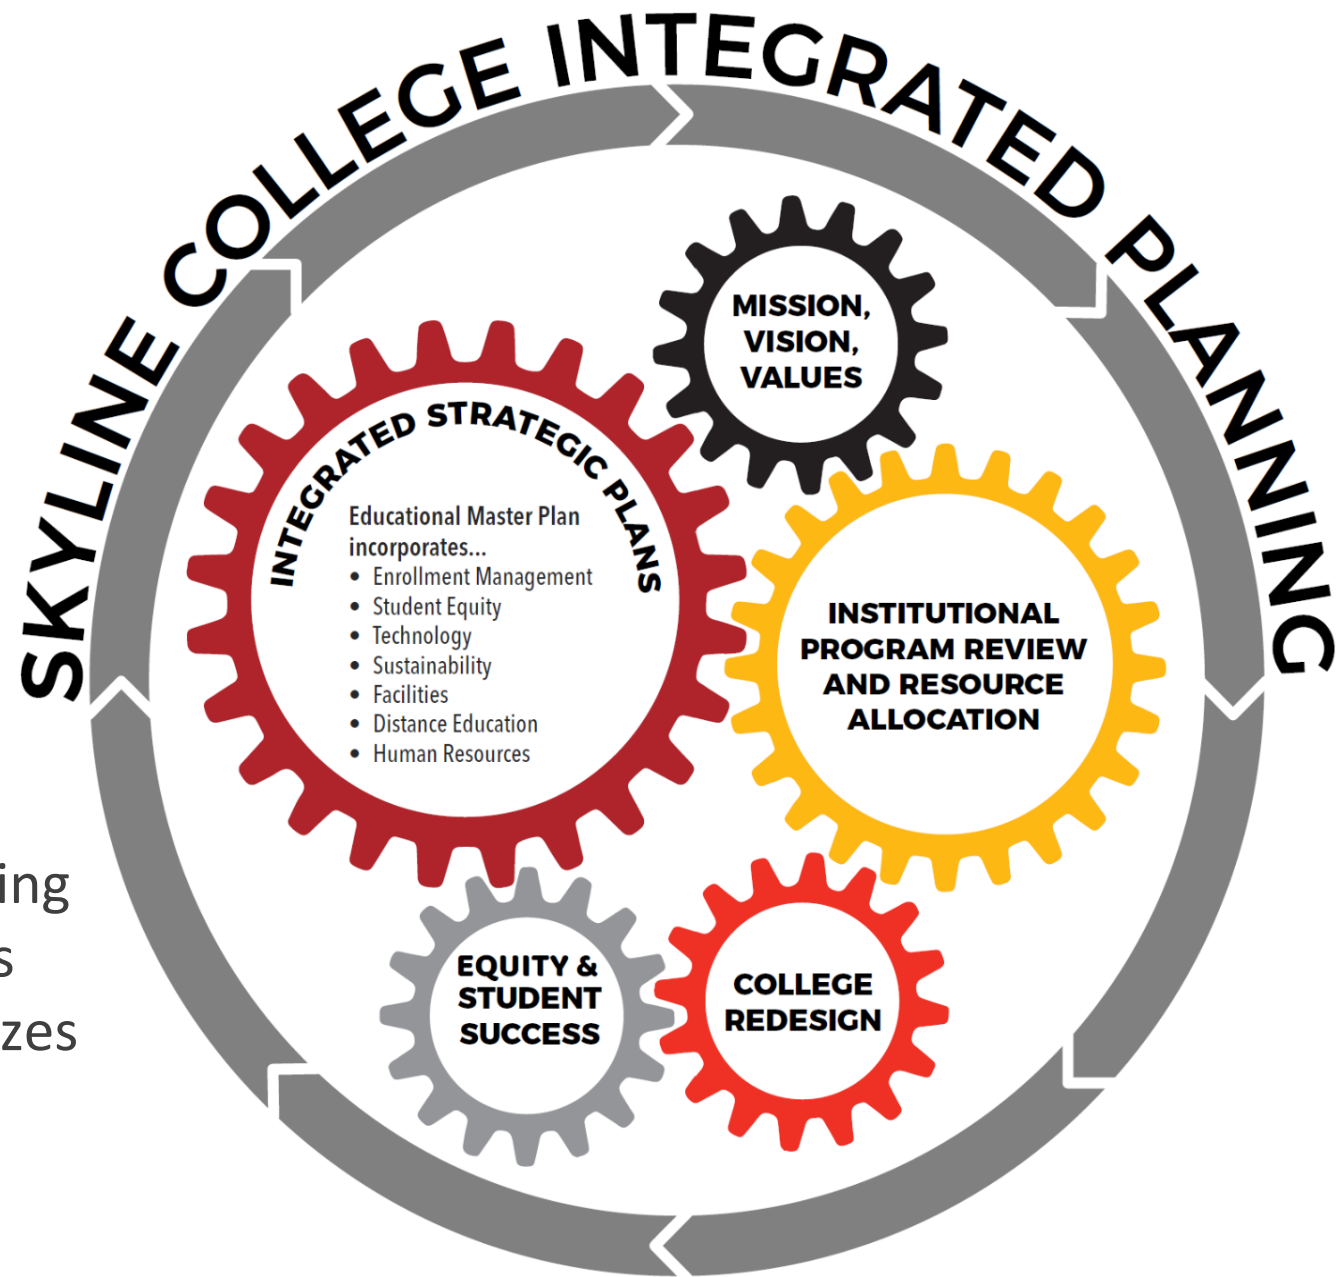 SKYLINE COLLEGE INTEGRATED PLANNING
MISSION,
VISION,
VALUES
INTEGRATED STRATEGIC PLANS
Educational Master Plan
incorporates...
• Enrollment Management
• Student Equity
• Technology
• Sustainability
• Facilities
• Distance Education
• Human Resources
INSTITUTIONAL
PROGRAM REVIEW
AND RESOURCE
ALLOCATION
ing
s
zes
EQUITY &
STUDENT
SUCCESS
COLLEGE
REDESIGN